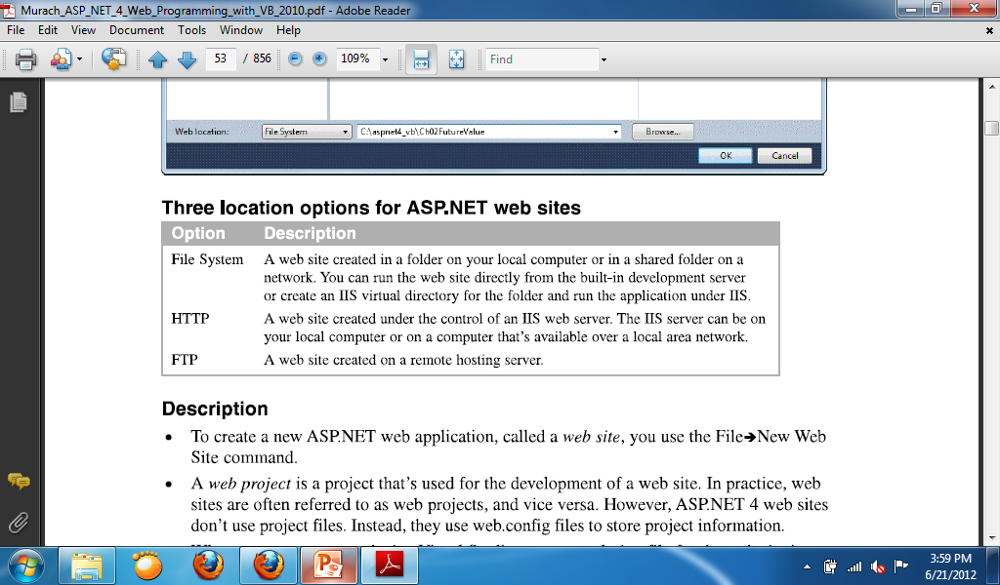 Murach_ASP_NET_4_Web_Programming_with_VB_2010.pdf - Adobe Reader
File Edit View Document Tools Window Help
53 / 856 109% Find
Web location: File System C:\aspnet4_vb\Ch02FutureValue Browse...
OK Cancel
Three location options for ASP.NET web sites
Option Description
File System A web site created in a folder on your local computer or in a shared folder on a
network. You can run the web site directly from the built-in development server
or create an IIS virtual directory for the folder and run the application under IIS.
HTTP A web site created under the control of an IIS web server. The IIS server can be on
your local computer or on a computer that's available over a local area network.
FTP A web site created on a remote hosting server.
Description
• To create a new ASP.NET web application, called a web site, you use the File➔New Web
Site command.
• A web project is a project that's used for the development of a web site. In practice, web
sites are often referred to as web projects, and vice versa. However, ASP.NET 4 web sites
don't use project files. Instead, they use web.config files to store project information.
3:59 PM
6/21/2012